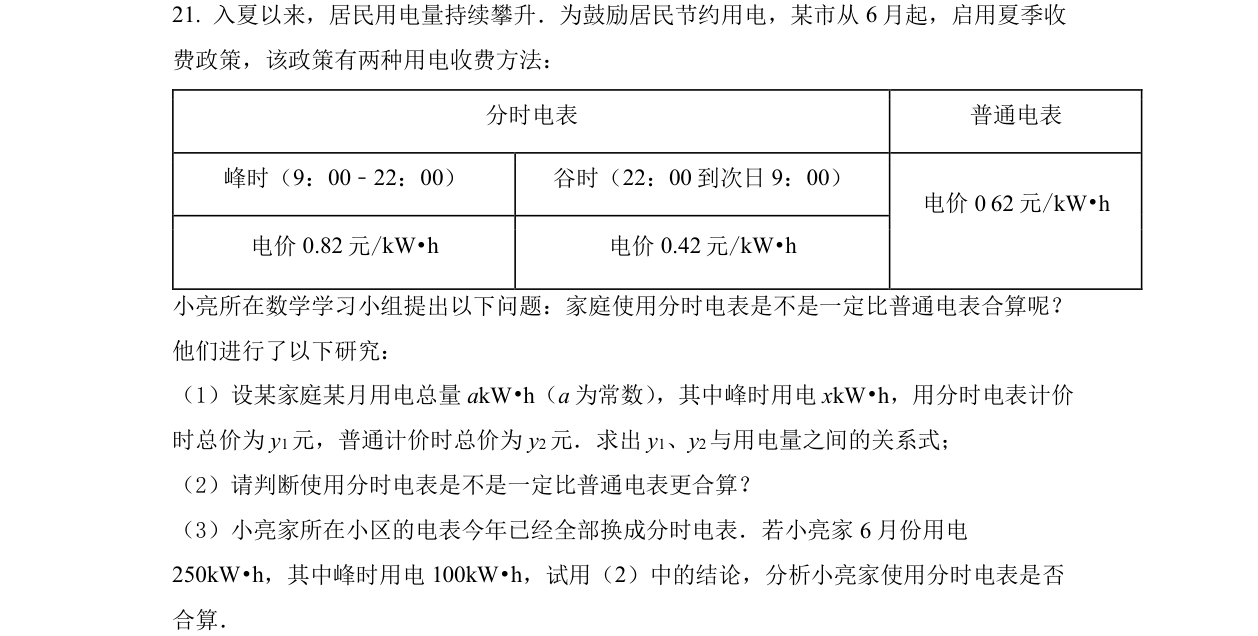 21. 入夏以来，居民用电量持续攀升．为鼓励居民节约用电，某市从 6 月起，启用夏季收
费政策，该政策有两种用电收费方法：
分时电表 普通电表
峰时（9：00﹣22：00） 谷时（22：00 到次日 9：00）
电价 0 62 元/kW•h
电价 0.82 元/kW•h 电价 0.42 元/kW•h
小亮所在数学学习小组提出以下问题：家庭使用分时电表是不是一定比普通电表合算呢？
他们进行了以下研究：
（1）设某家庭某月用电总量 akW•h（a 为常数），其中峰时用电 xkW•h，用分时电表计价
时总价为 y1 元，普通计价时总价为 y2 元．求出 y1、y2 与用电量之间的关系式；
（2）请判断使用分时电表是不是一定比普通电表更合算？
（3）小亮家所在小区的电表今年已经全部换成分时电表．若小亮家 6 月份用电
250kW•h，其中峰时用电 100kW•h，试用（2）中的结论，分析小亮家使用分时电表是否
合算．